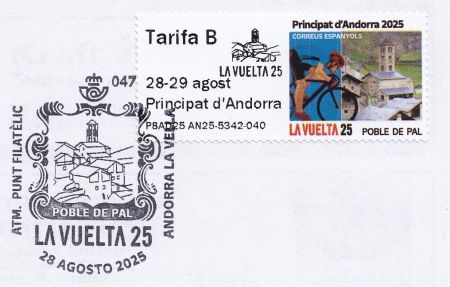 Tarifa B
LA VUELTA 25
28-29 agost
Principat d'Andorra
PSAD25 AN25-5342-040
Principat d'Andorra 2025
CORREUS ESPANYOLS
LA VUELTA 25
POBLE DE PAL
047
ATM. PUNT FILATÈLIC
ANDORRA LA VELLA
POBLE DE PAL
LA VUELTA 25
28 AGOSTO 2025